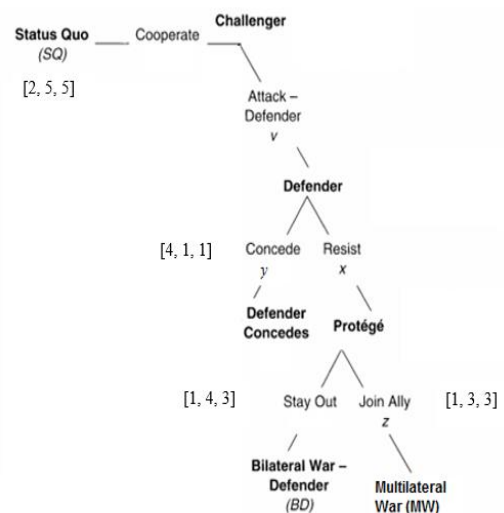 Challenger
Status Quo
(SQ)
Cooperate
[2, 5, 5]
Attack –
Defender
v
Defender
[4, 1, 1]
Concede
y
Resist
x
Defender
Concedes
Protégé
[1, 4, 3]
Stay Out
Join Ally
z
[1, 3, 3]
Bilateral War –
Defender
(BD)
Multilateral
War (MW)